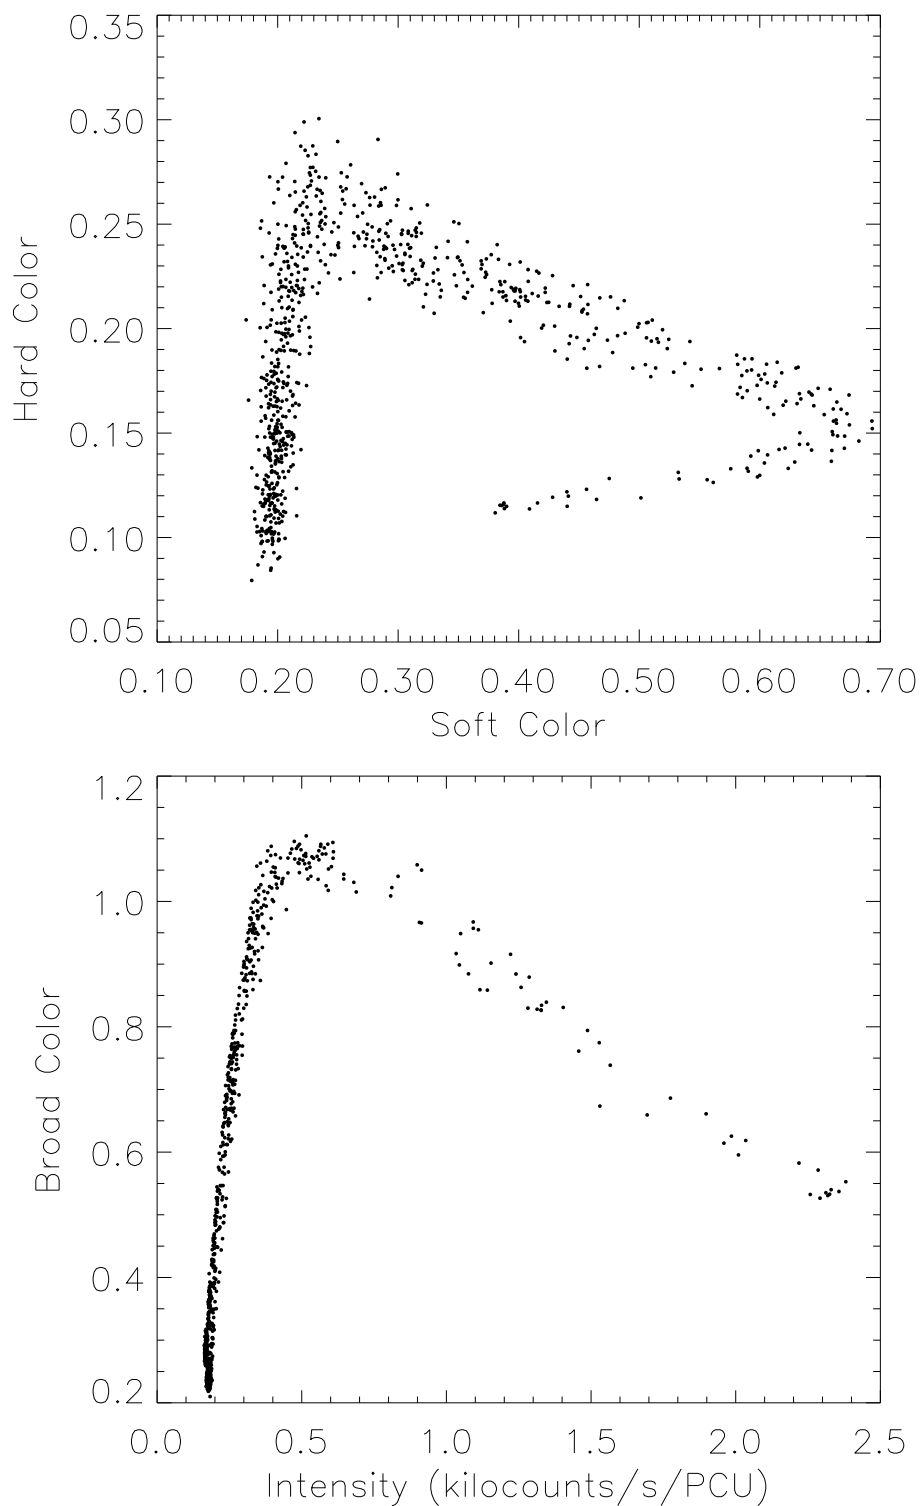 0.35
0.30
0.25
0.20
0.15
0.10
0.05
Hard Color
0.10 0.20 0.30 0.40 0.50 0.60 0.70
Soft Color
1.2
1.0
0.8
0.6
0.4
0.2
Broad Color
0.0 0.5 1.0 1.5 2.0 2.5
Intensity (kilocounts/s/PCU)